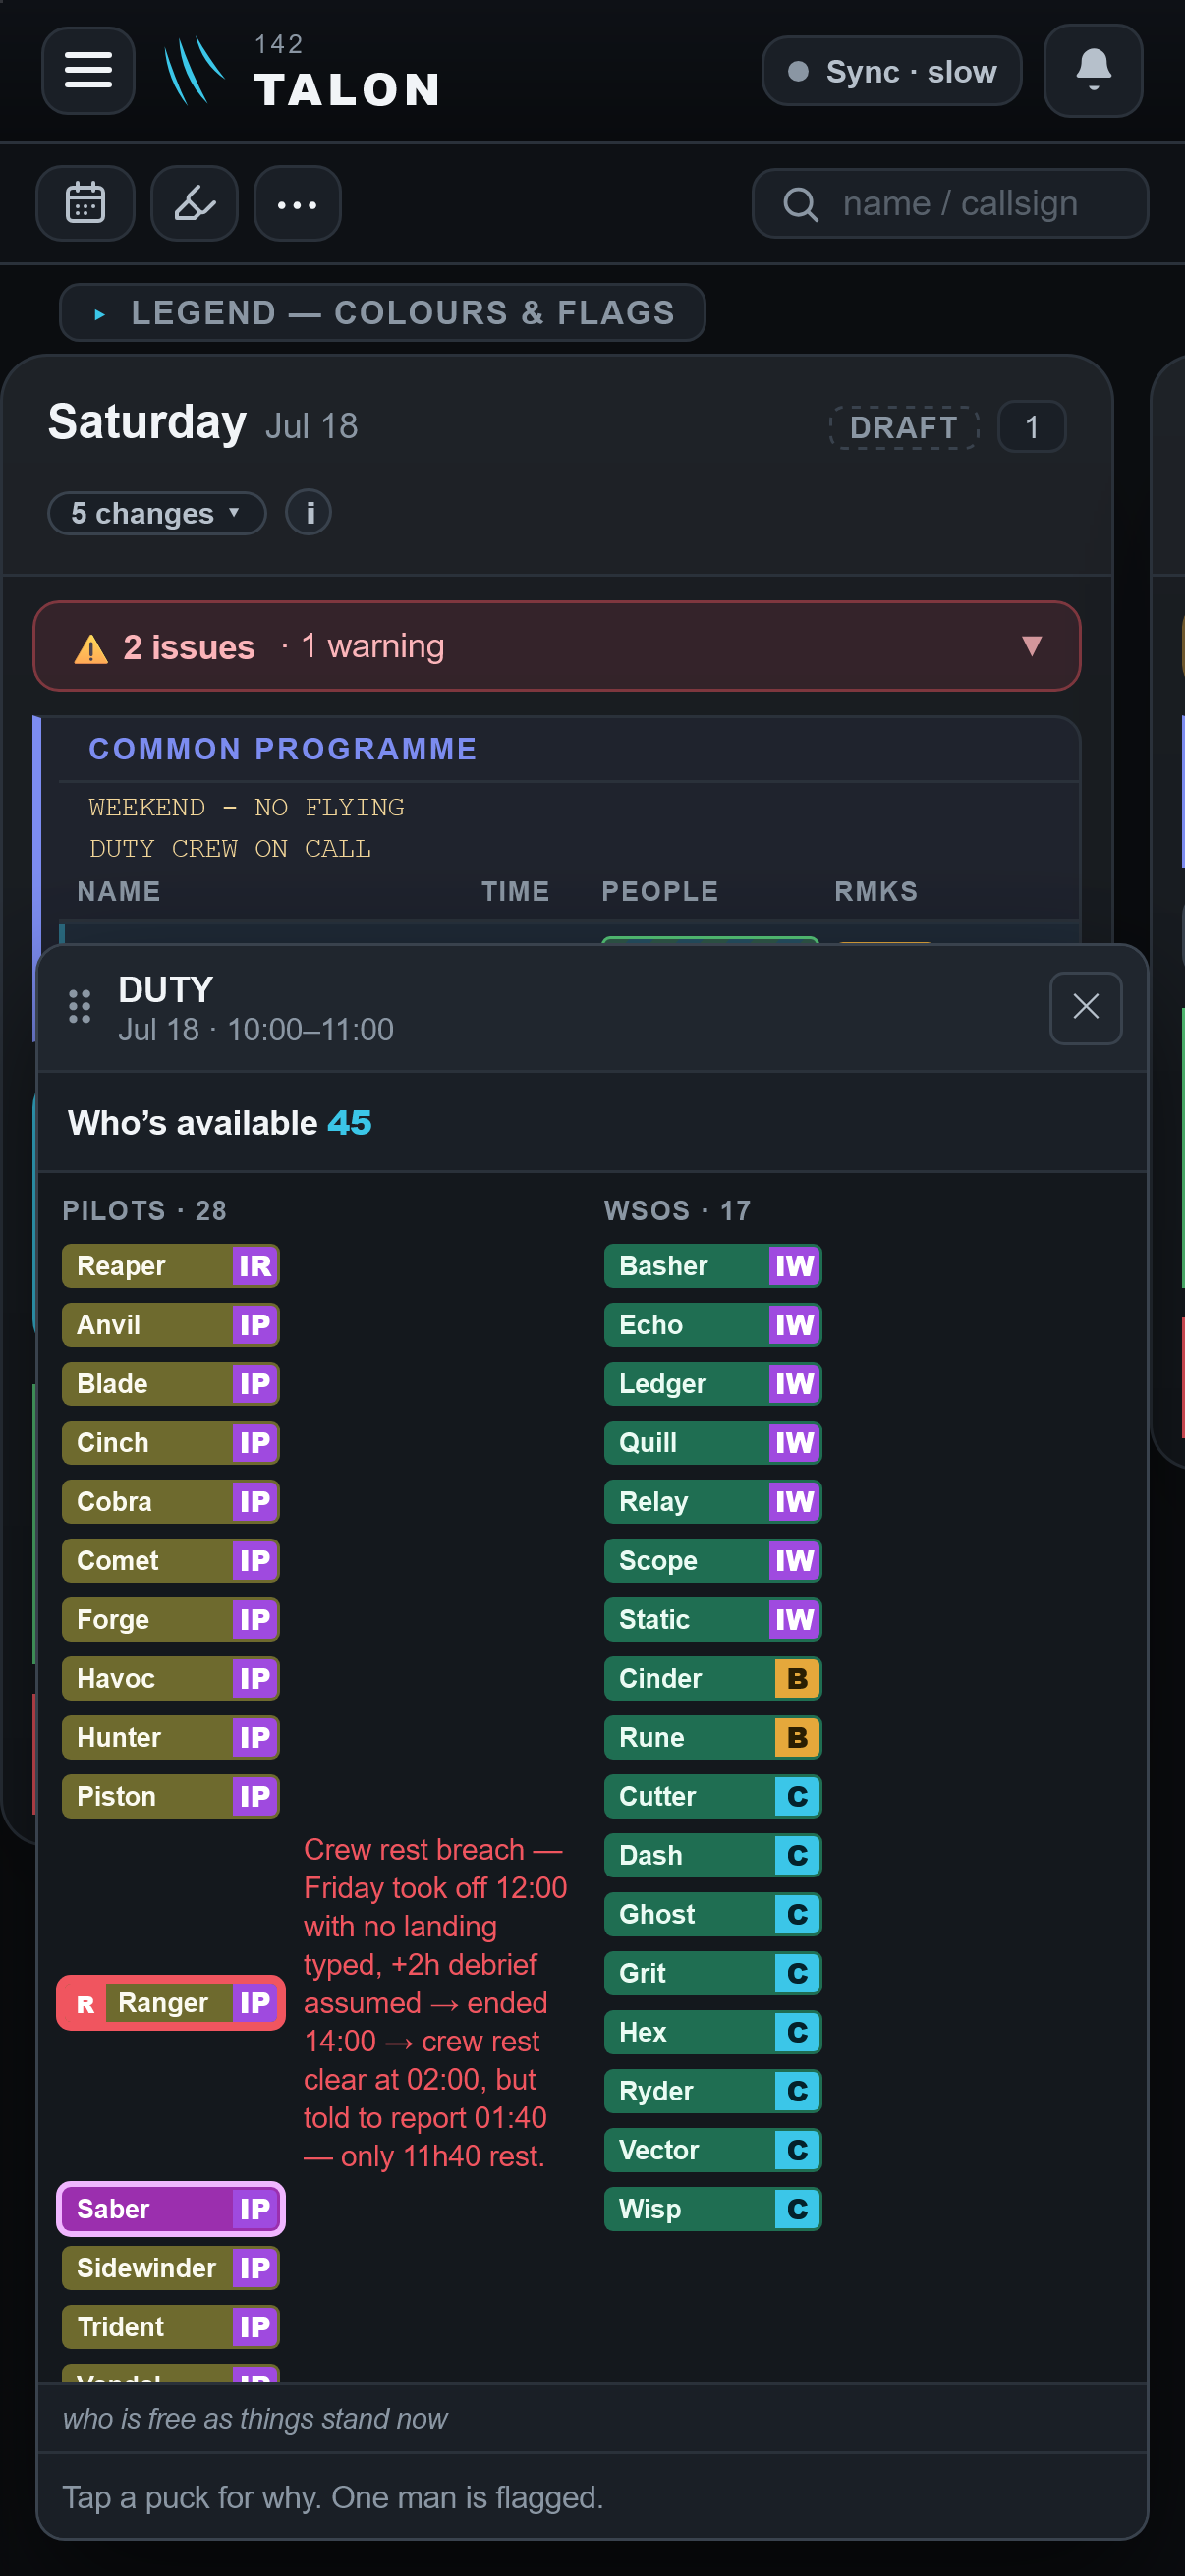 142
TALON
Sync · slow
name / callsign
LEGEND — COLOURS & FLAGS
Saturday Jul 18
DRAFT 1
5 changes ▾ i
2 issues · 1 warning
COMMON PROGRAMME
WEEKEND - NO FLYING
DUTY CREW ON CALL
NAME TIME PEOPLE RMKS
DUTY
Jul 18 · 10:00–11:00
Who's available 45
PILOTS · 28
Reaper IR
Anvil IP
Blade IP
Cinch IP
Cobra IP
Comet IP
Forge IP
Havoc IP
Hunter IP
Piston IP
R Ranger IP
Crew rest breach —
Friday took off 12:00
with no landing
typed, +2h debrief
assumed → ended
14:00 → crew rest
clear at 02:00, but
told to report 01:40
— only 11h40 rest.
Saber IP
Sidewinder IP
Trident IP
WSOS · 17
Basher IW
Echo IW
Ledger IW
Quill IW
Relay IW
Scope IW
Static IW
Cinder B
Rune B
Cutter C
Dash C
Ghost C
Grit C
Hex C
Ryder C
Vector C
Wisp C
who is free as things stand now
Tap a puck for why. One man is flagged.